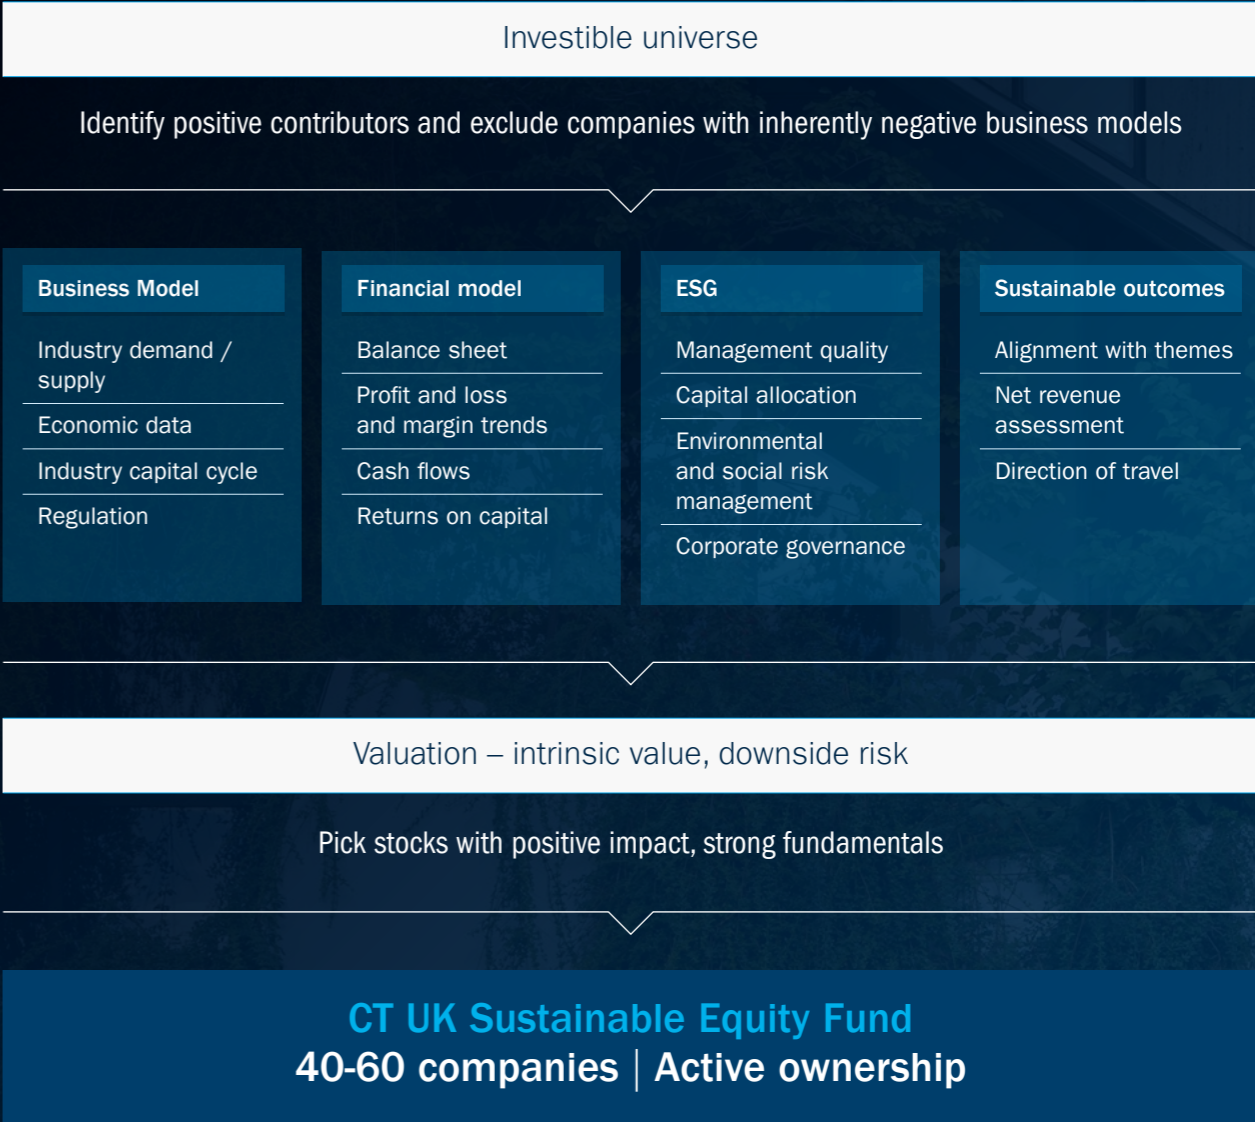 Investible universe
Identify positive contributors and exclude companies with inherently negative business models
Business Model
Industry demand /
supply
Economic data
Industry capital cycle
Regulation
Financial model
Balance sheet
Profit and loss
and margin trends
Cash flows
Returns on capital
ESG
Management quality
Capital allocation
Environmental
and social risk
management
Corporate governance
Sustainable outcomes
Alignment with themes
Net revenue
assessment
Direction of travel
Valuation – intrinsic value, downside risk
Pick stocks with positive impact, strong fundamentals
CT UK Sustainable Equity Fund
40-60 companies | Active ownership